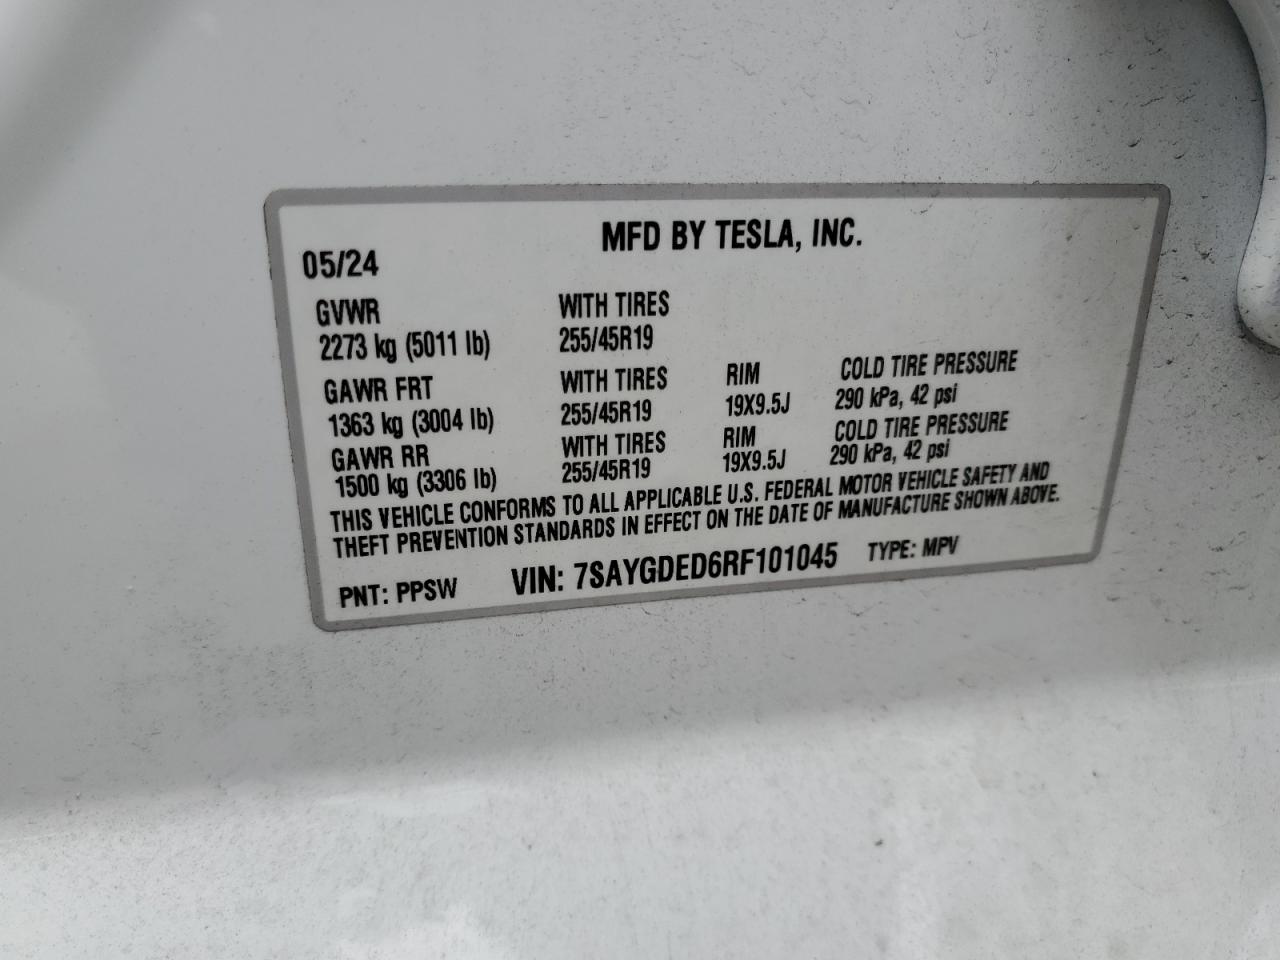 MFD BY TESLA, INC.
05/24
GVWR WITH TIRES
2273 kg (5011 lb) 255/45R19
GAWR FRT WITH TIRES RIM COLD TIRE PRESSURE
1363 kg (3004 lb) 255/45R19 19X9.5J 290 kPa, 42 psi
GAWR RR WITH TIRES RIM COLD TIRE PRESSURE
1500 kg (3306 lb) 255/45R19 19X9.5J 290 kPa, 42 psi
THIS VEHICLE CONFORMS TO ALL APPLICABLE U.S. FEDERAL MOTOR VEHICLE SAFETY AND
THEFT PREVENTION STANDARDS IN EFFECT ON THE DATE OF MANUFACTURE SHOWN ABOVE.
PNT: PPSW VIN: 7SAYGDED6RF101045 TYPE: MPV